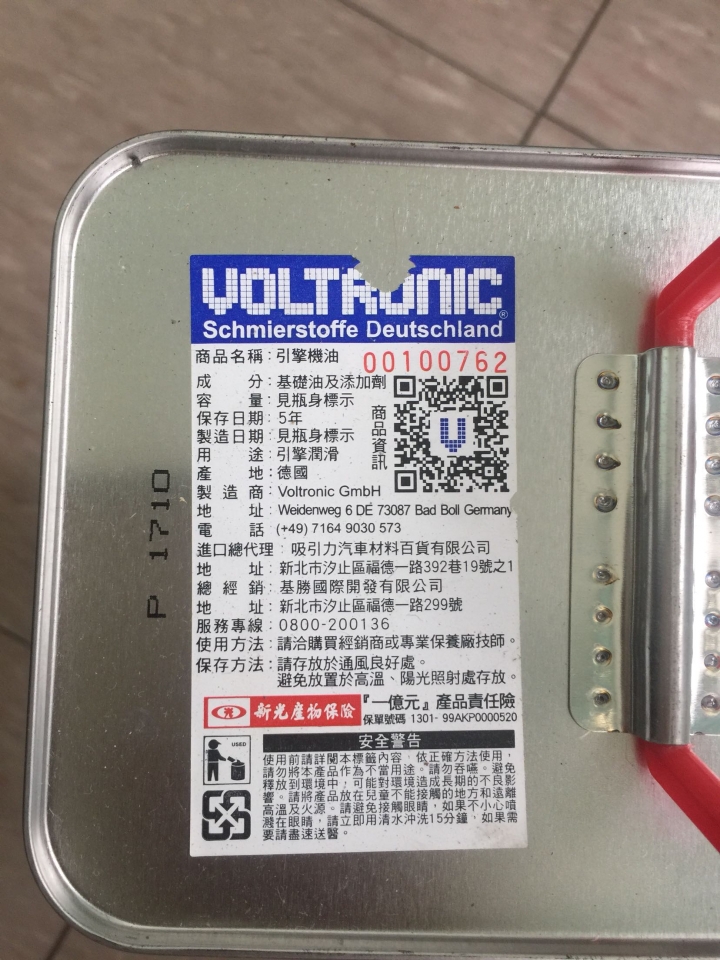 VOLTRONIC®
Schmierstoffe Deutschland
商品名稱：引擎機油
00100762
成　　分：基礎油及添加劑
容　　量：見瓶身標示
保存日期：5年
製造日期：見瓶身標示
用　　途：引擎潤滑
產　　地：德國
商品資訊
製 造 商：Voltronic GmbH
地　　址：Weidenweg 6 DE 73087 Bad Boll Germany
電　　話：(+49) 7164 9030 573
進口總代理：吸引力汽車材料百貨有限公司
地　　址：新北市汐止區福德一路392巷19號之1
總 經 銷：基勝國際開發有限公司
地　　址：新北市汐止區福德一路299號
服務專線：0800-200136
使用方法：請洽購買經銷商或專業保養廠技師。
保存方法：請存放於通風良好處。
避免放置於高溫、陽光照射處存放。
新光產物保險
『一億元』產品責任險
保單號碼 1301- 99AKP0000520
安全警告
USED
使用前請詳閱本標籤內容，依正確方法使用，
請勿將本產品作為不當用途。請勿吞嚥。避免
釋放到環境中，可能對環境造成長期的不良影
響。請將產品放在兒童不能接觸的地方和遠離
高溫及火源。請避免接觸眼睛，如果不小心噴
濺在眼睛，請立即用清水沖洗15分鐘，如果需
要請盡速送醫。
P 1710